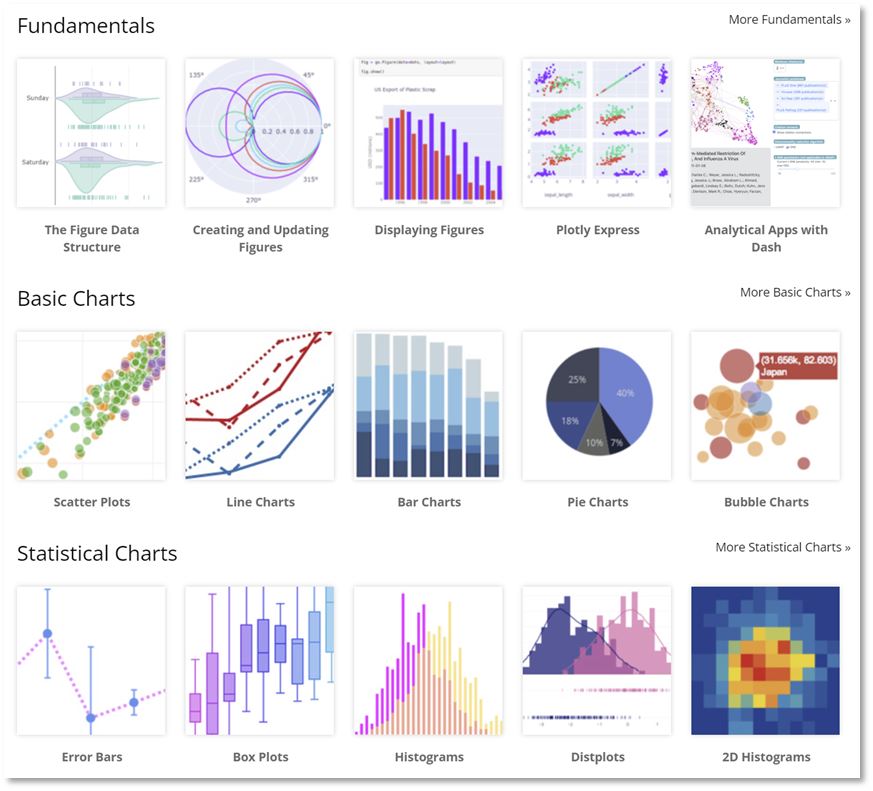 Fundamentals
More Fundamentals »
Sunday
Saturday
135°
45°
0°
0.2 0.4 0.6 0.8
225°
315°
270°
fig.show()
US Export of Plastic Scrap
sepal_length
sepal_width
The Figure Data
Structure
Creating and Updating
Figures
Displaying Figures
Plotly Express
Analytical Apps with
Dash
Basic Charts
More Basic Charts »
25%
40%
18%
10%
7%
(31.656k, 82.603)
Japan
Scatter Plots
Line Charts
Bar Charts
Pie Charts
Bubble Charts
Statistical Charts
More Statistical Charts »
Error Bars
Box Plots
Histograms
Distplots
2D Histograms